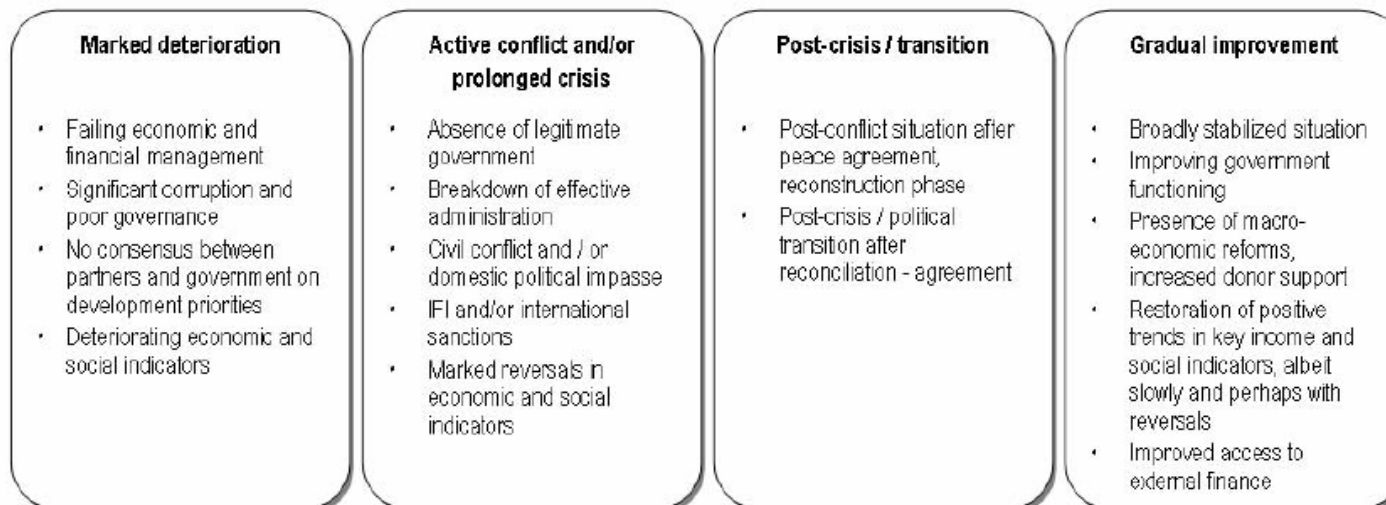 Marked deterioration
• Failing economic and
financial management
• Significant corruption and
poor governance
• No consensus between
partners and government on
development priorities
• Deteriorating economic and
social indicators
Active conflict and/or
prolonged crisis
• Absence of legitimate
government
• Breakdown of effective
administration
• Civil conflict and / or
domestic political impasse
• IFI and/or international
sanctions
• Marked reversals in
economic and social
indicators
Post-crisis / transition
• Post-conflict situation after
peace agreement,
reconstruction phase
• Post-crisis / political
transition after
reconciliation - agreement
Gradual improvement
• Broadly stabilized situation
• Improving government
functioning
• Presence of macro-
economic reforms,
increased donor support
• Restoration of positive
trends in key income and
social indicators, albeit
slowly and perhaps with
reversals
• Improved access to
external finance